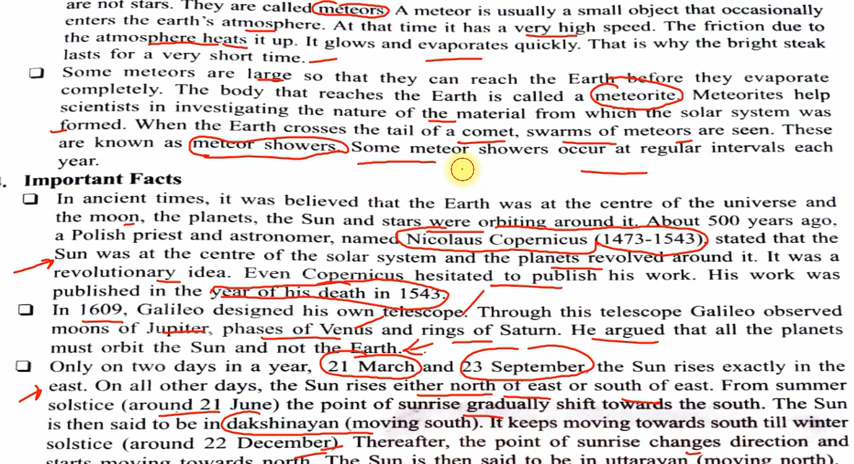 are not stars. They are called meteors. A meteor is usually a small object that occasionally
enters the earth's atmosphere. At that time it has a very high speed. The friction due to
the atmosphere heats it up. It glows and evaporates quickly. That is why the bright steak
lasts for a very short time.
❑ Some meteors are large so that they can reach the Earth before they evaporate
completely. The body that reaches the Earth is called a meteorite. Meteorites help
scientists in investigating the nature of the material from which the solar system was
formed. When the Earth crosses the tail of a comet, swarms of meteors are seen. These
are known as meteor showers. Some meteor showers occur at regular intervals each
year.
. Important Facts
❑ In ancient times, it was believed that the Earth was at the centre of the universe and
the moon, the planets, the Sun and stars were orbiting around it. About 500 years ago,
a Polish priest and astronomer, named Nicolaus Copernicus (1473-1543), stated that the
Sun was at the centre of the solar system and the planets revolved around it. It was a
revolutionary idea. Even Copernicus hesitated to publish his work. His work was
published in the year of his death in 1543.
❑ In 1609, Galileo designed his own telescope. Through this telescope Galileo observed
moons of Jupiter, phases of Venus and rings of Saturn. He argued that all the planets
must orbit the Sun and not the Earth.
❑ Only on two days in a year, 21 March and 23 September, the Sun rises exactly in the
east. On all other days, the Sun rises either north of east or south of east. From summer
solstice (around 21 June) the point of sunrise gradually shift towards the south. The Sun
is then said to be in dakshinayan (moving south). It keeps moving towards south till winter
solstice (around 22 December). Thereafter, the point of sunrise changes direction and
starts moving towards north. The Sun is then said to be in uttarayan (moving north).